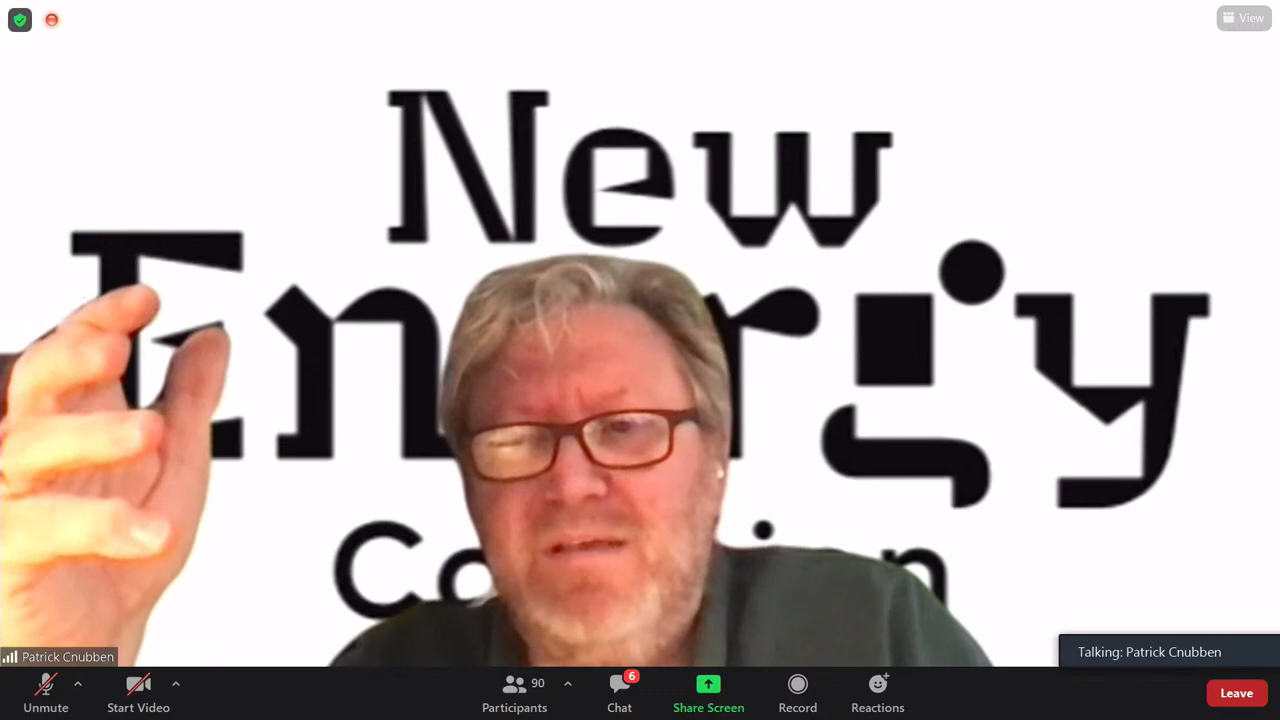 View
New
Energy
Patrick Cnubben
Talking: Patrick Cnubben
90
6
Unmute
Start Video
Participants
Chat
Share Screen
Record
Reactions
Leave